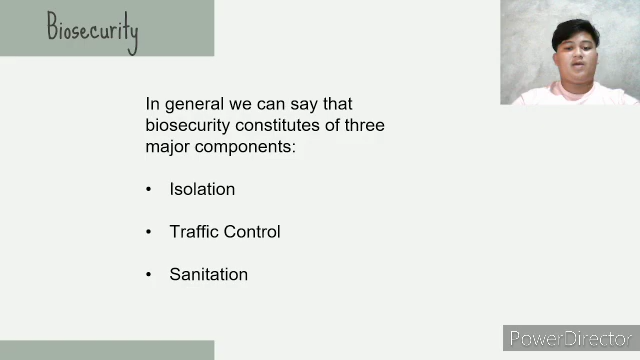 Biosecurity
In general we can say that
biosecurity constitutes of three
major components:
• Isolation
• Traffic Control
• Sanitation
PowerDirector